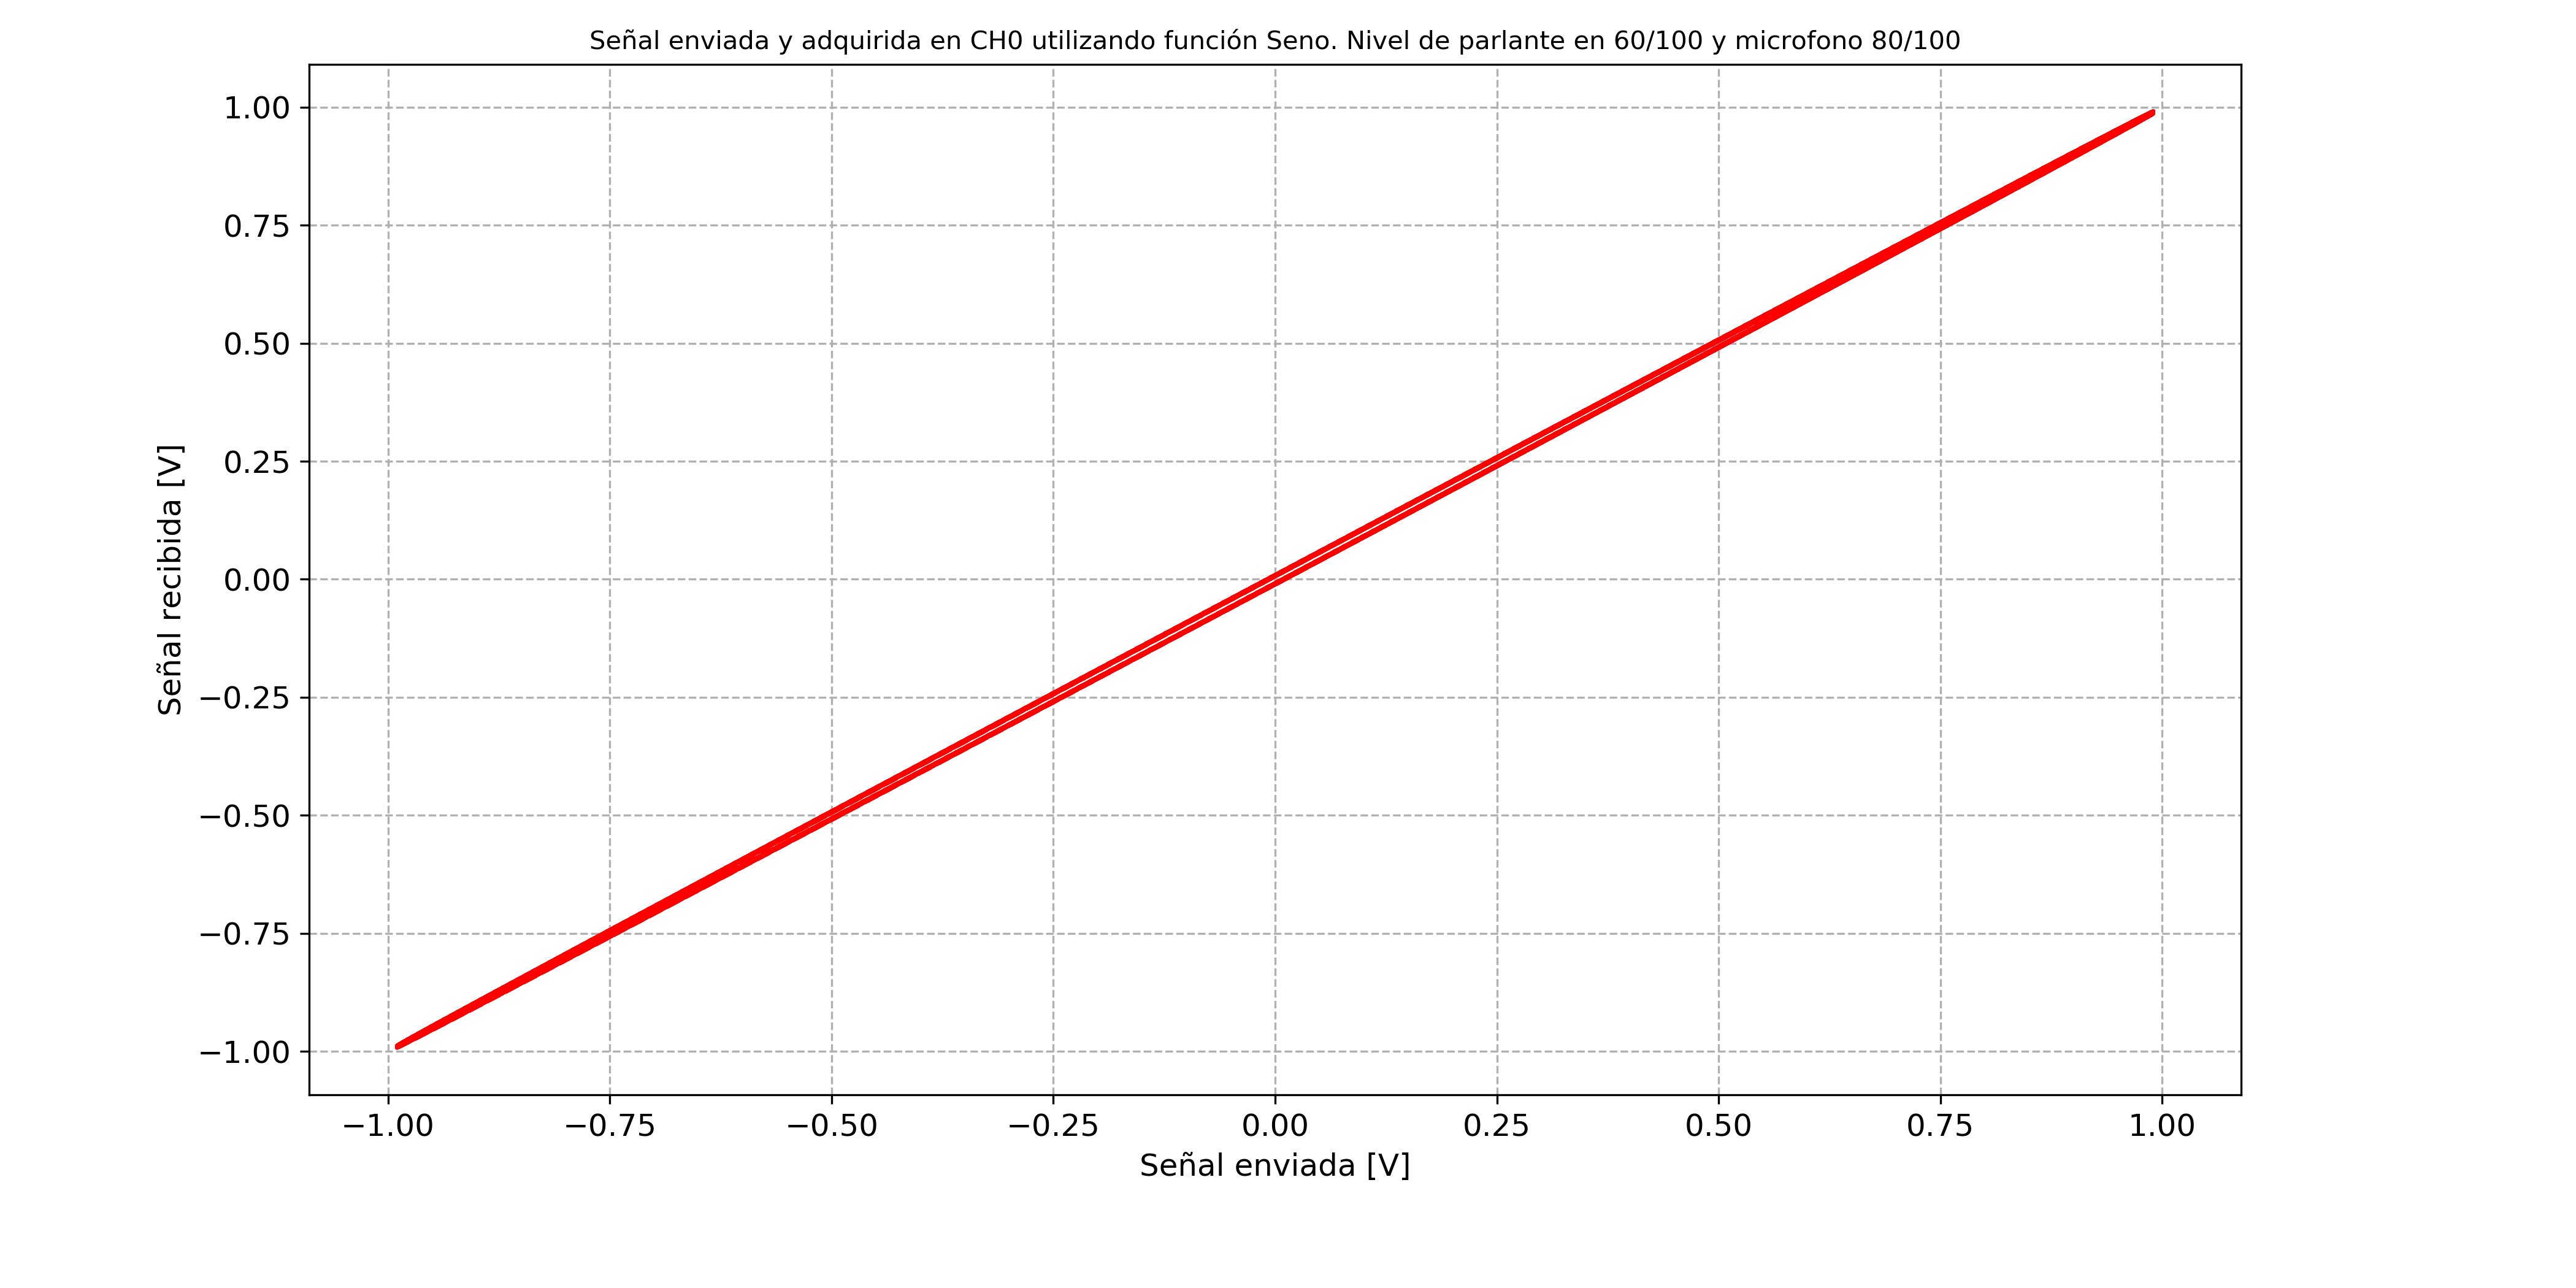 Señal enviada y adquirida en CH0 utilizando función Seno. Nivel de parlante en 60/100 y microfono 80/100
1.00
0.75
0.50
0.25
0.00
−0.25
−0.50
−0.75
−1.00
Señal recibida [V]
−1.00 −0.75 −0.50 −0.25 0.00 0.25 0.50 0.75 1.00
Señal enviada [V]